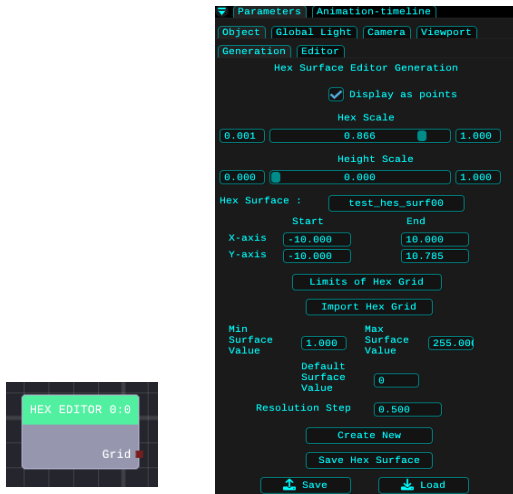 Parameters Animation-timeline
Object Global Light Camera Viewport
Generation Editor
Hex Surface Editor Generation
Display as points
Hex Scale
0.001 0.866 1.000
Height Scale
0.000 0.000 1.000
Hex Surface : test_hes_surf00
Start End
X-axis -10.000 10.000
Y-axis -10.000 10.785
Limits of Hex Grid
Import Hex Grid
Min Surface Value 1.000 Max Surface Value 255.00
Default Surface Value 0
Resolution Step 0.500
Create New
Save Hex Surface
Save Load
HEX EDITOR 0:0
Grid